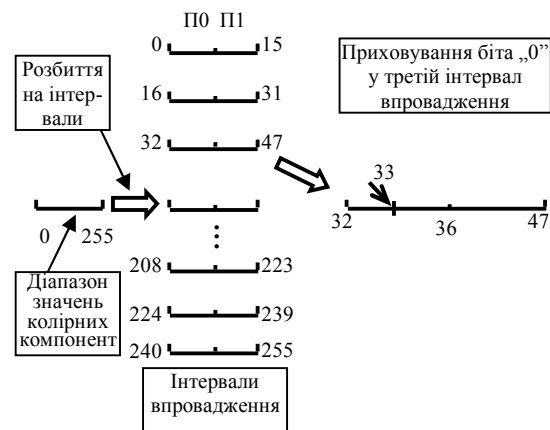 П0 П1
0 15
Розбиття
на інтер-
вали
16 31
32 47
Приховування біта „0”
у третій інтервал
впровадження
33
32 36 47
0 255
Діапазон
значень
колірних
компонент
208 223
224 239
240 255
Інтервали
впровадження